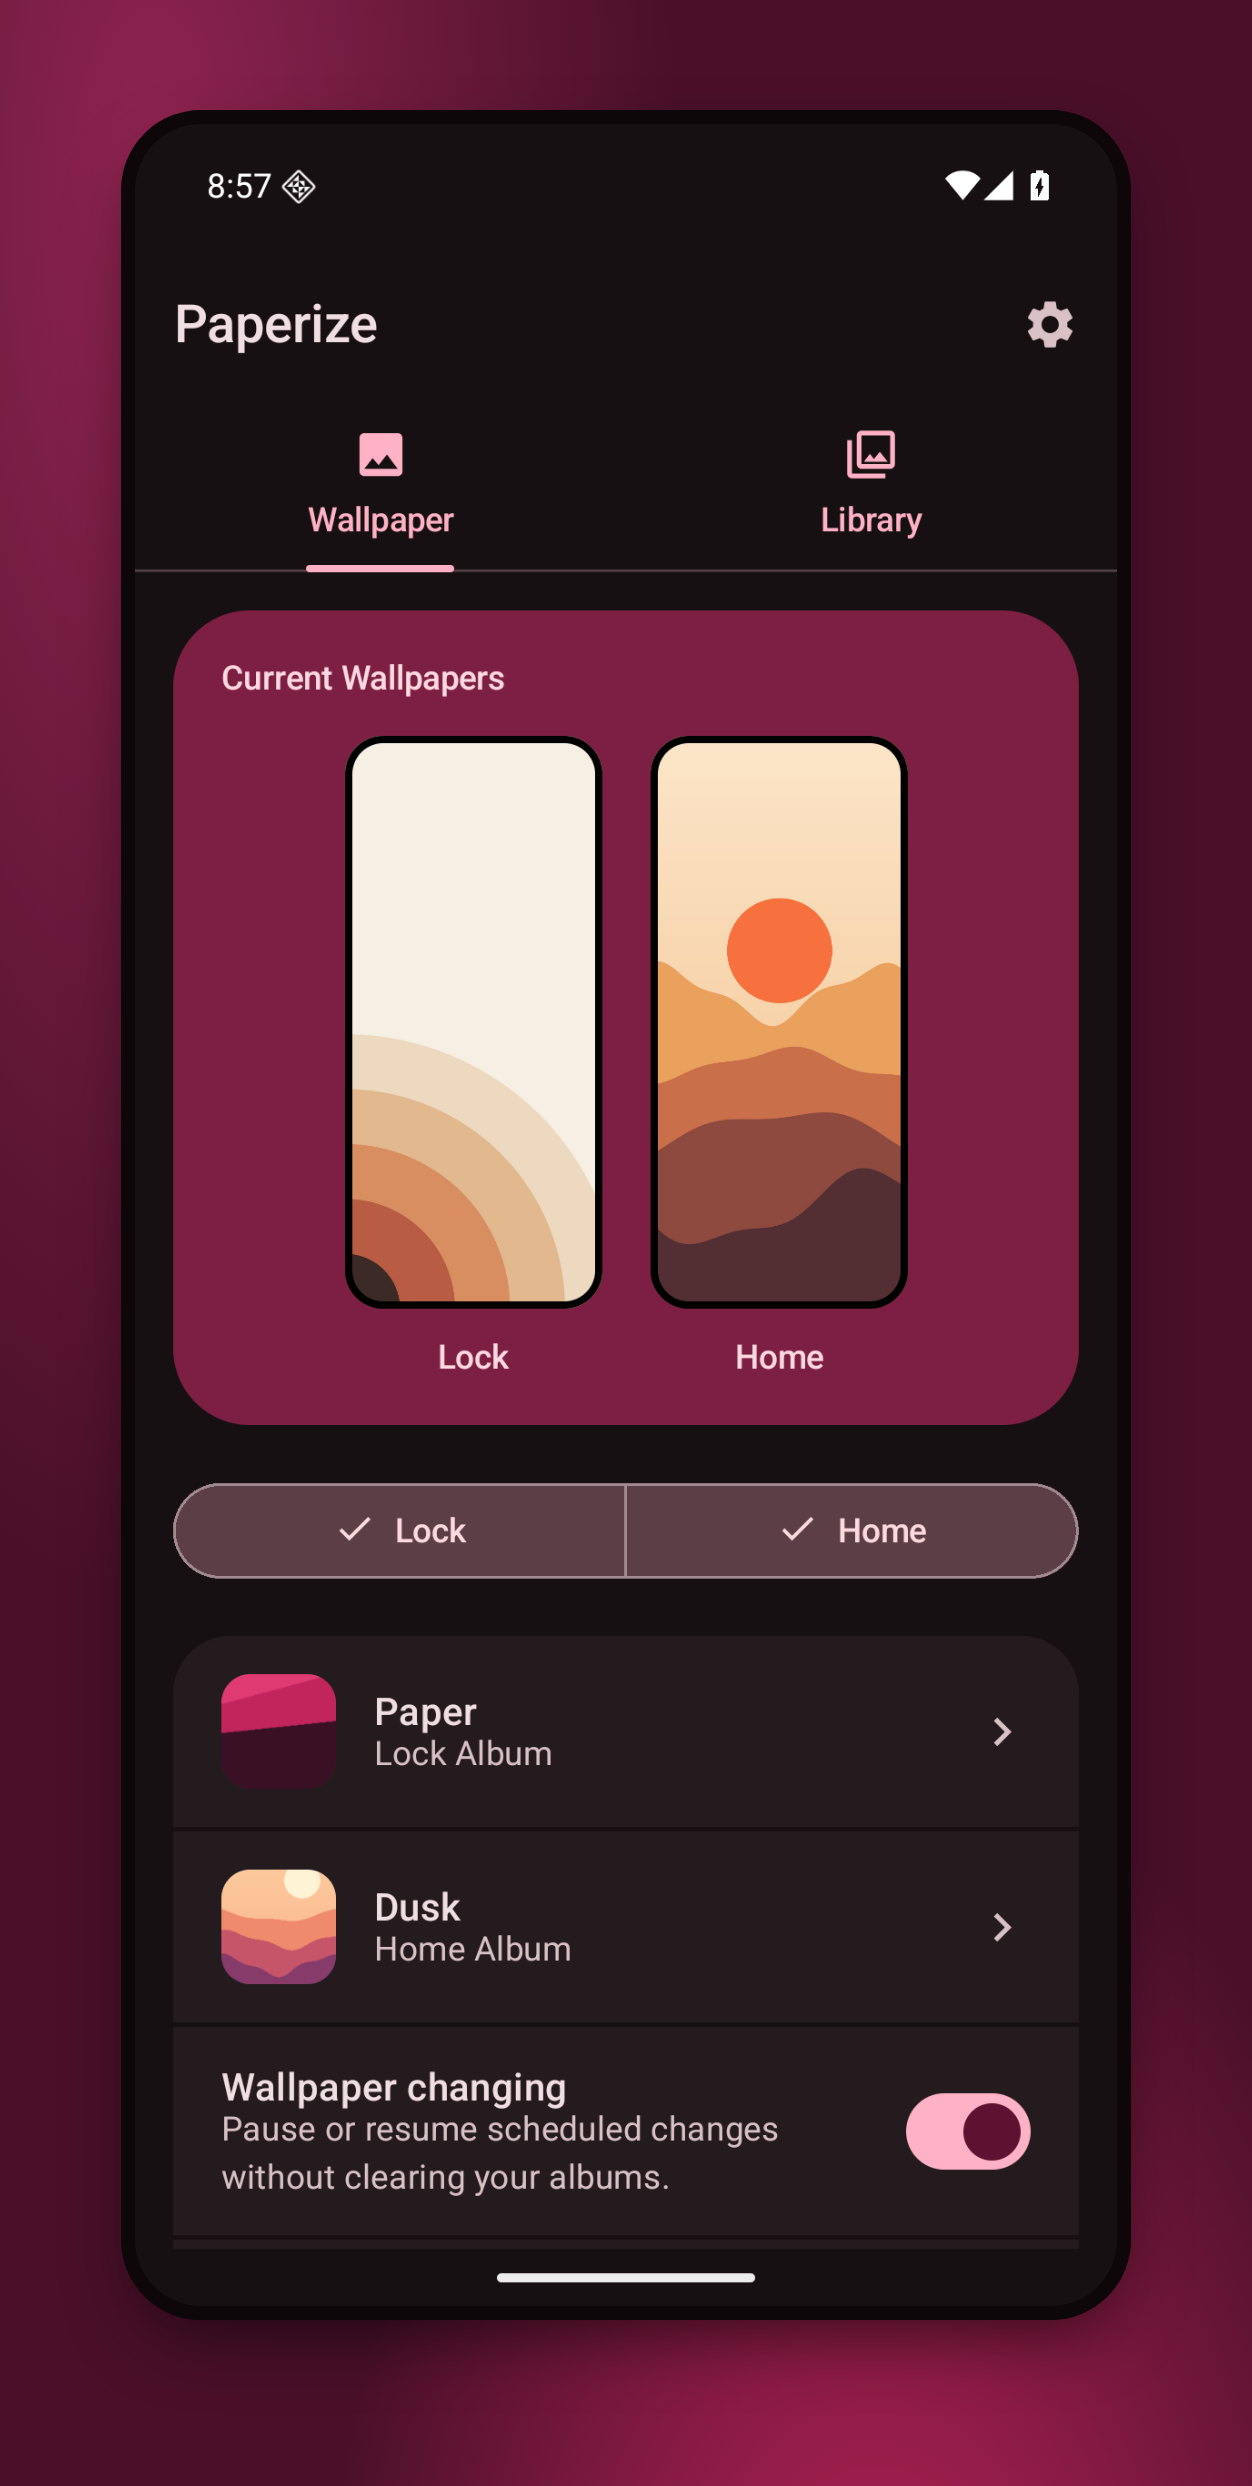 8:57
Paperize
Wallpaper
Library
Current Wallpapers
Lock
Home
Lock
Home
Paper
Lock Album
Dusk
Home Album
Wallpaper changing
Pause or resume scheduled changes
without clearing your albums.